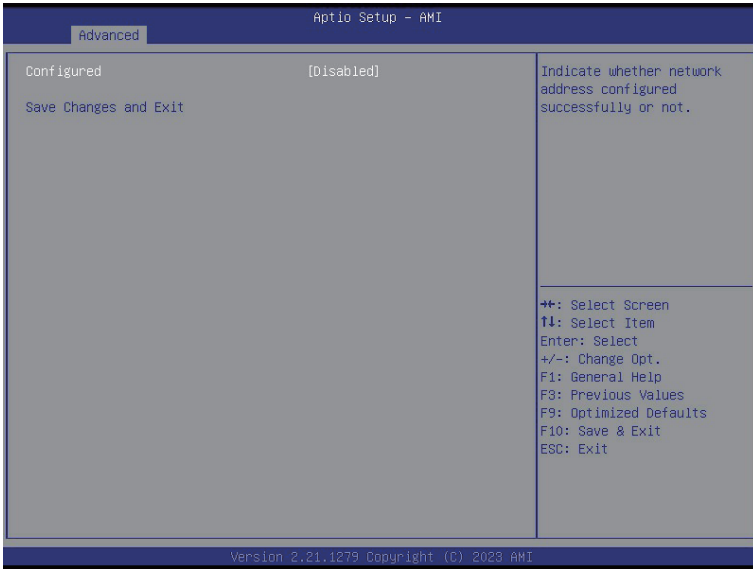 Aptio Setup – AMI
Advanced
Configured [Disabled]
Save Changes and Exit
Indicate whether network
address configured
successfully or not.
→←: Select Screen
↑↓: Select Item
Enter: Select
+/-: Change Opt.
F1: General Help
F3: Previous Values
F9: Optimized Defaults
F10: Save & Exit
ESC: Exit
Version 2.21.1279 Copyright (C) 2023 AMI